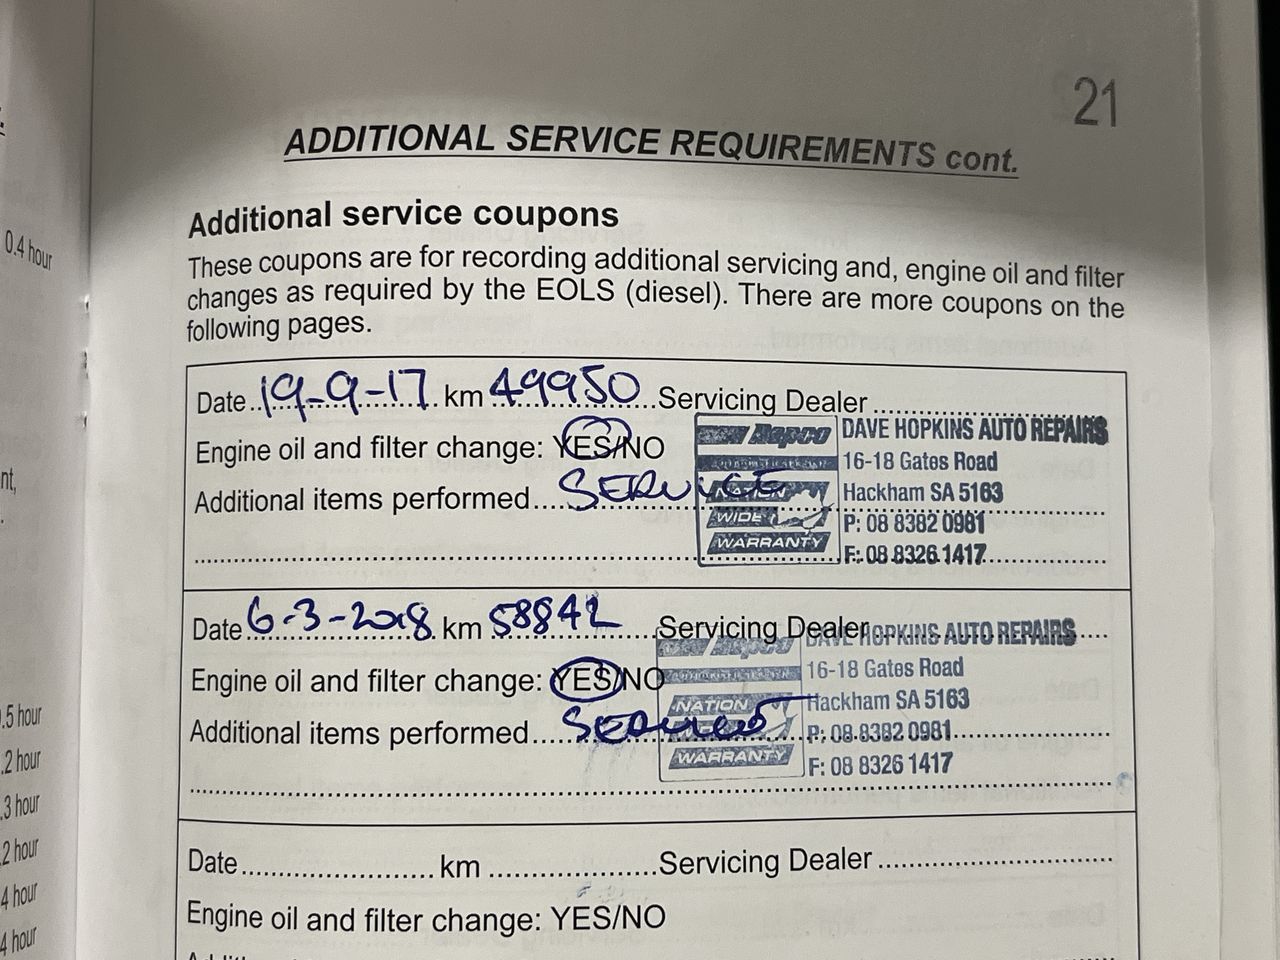 21
ADDITIONAL SERVICE REQUIREMENTS cont.
0.4 hour
Additional service coupons
These coupons are for recording additional servicing and, engine oil and filter
changes as required by the EOLS (diesel). There are more coupons on the
following pages.
Date 19-9-17 km 49950 Servicing Dealer
Engine oil and filter change: YES/NO
Additional items performed SERVICE
Repco
NATION
WIDE
WARRANTY
DAVE HOPKINS AUTO REPAIRS
16-18 Gates Road
Hackham SA 5163
P: 08 8382 0981
F: 08 8326 1417
nt,
Date 6-3-2018 km 58842 Servicing Dealer
Engine oil and filter change: YES/NO
Additional items performed
Repco
NATION
WARRANTY
DAVE HOPKINS AUTO REPAIRS
16-18 Gates Road
Hackham SA 5163
P: 08 8382 0981
F: 08 8326 1417
.5 hour
.2 hour
.3 hour
.2 hour
.4 hour
.4 hour
Date km Servicing Dealer
Engine oil and filter change: YES/NO